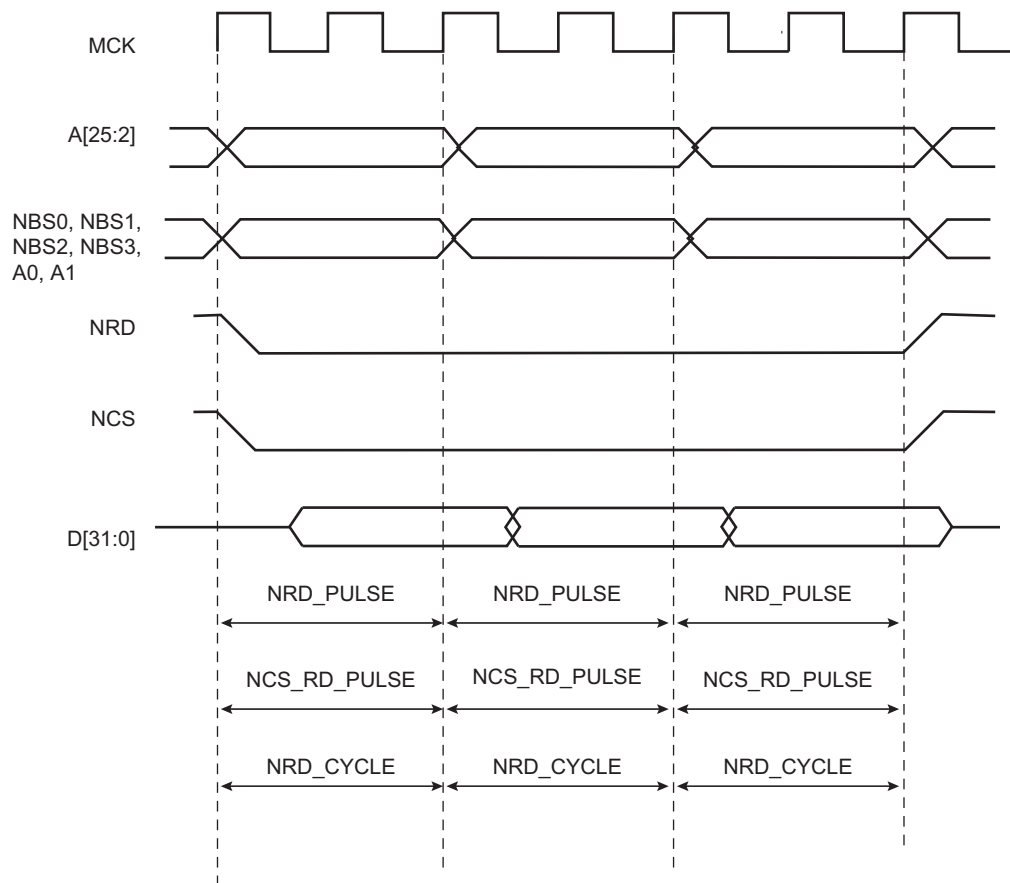 MCK
A[25:2]
NBS0, NBS1,
NBS2, NBS3,
A0, A1
NRD
NCS
D[31:0]
NRD_PULSE NRD_PULSE NRD_PULSE
NCS_RD_PULSE NCS_RD_PULSE NCS_RD_PULSE
NRD_CYCLE NRD_CYCLE NRD_CYCLE